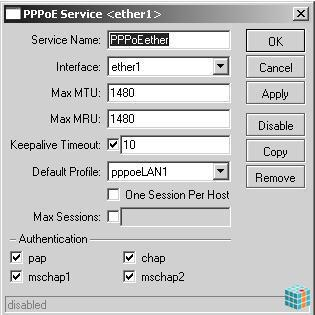 PPPoE Service <ether1>
Service Name: PPPoEether
OK
Interface: ether1
Cancel
Max MTU: 1480
Apply
Max MRU: 1480
Disable
Keepalive Timeout: 10
Copy
Default Profile: pppoeLAN1
Remove
One Session Per Host
Max Sessions:
Authentication
pap
chap
mschap1
mschap2
disabled